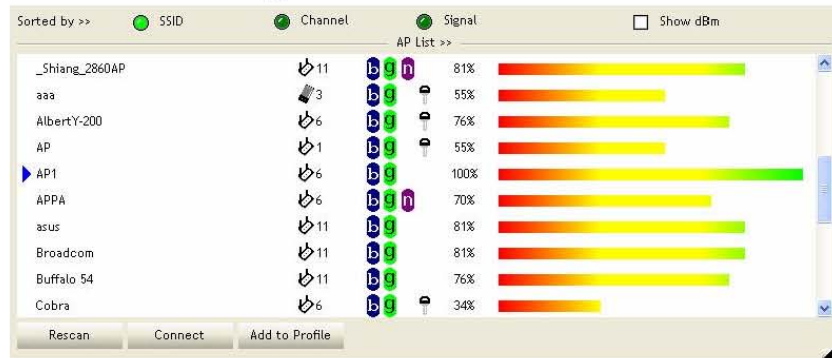 Sorted by >> SSID Channel Signal Show dBm
AP List >>
_Shiang_2860AP 11 b g n 81%
aaa 3 b g 55%
AlbertY-200 6 b g 76%
AP 1 b g 55%
AP1 6 b g 100%
APPA 6 b g n 70%
asus 11 b g 81%
Broadcom 11 b g 81%
Buffalo 54 11 b g 76%
Cobra 6 b g 34%
Rescan Connect Add to Profile